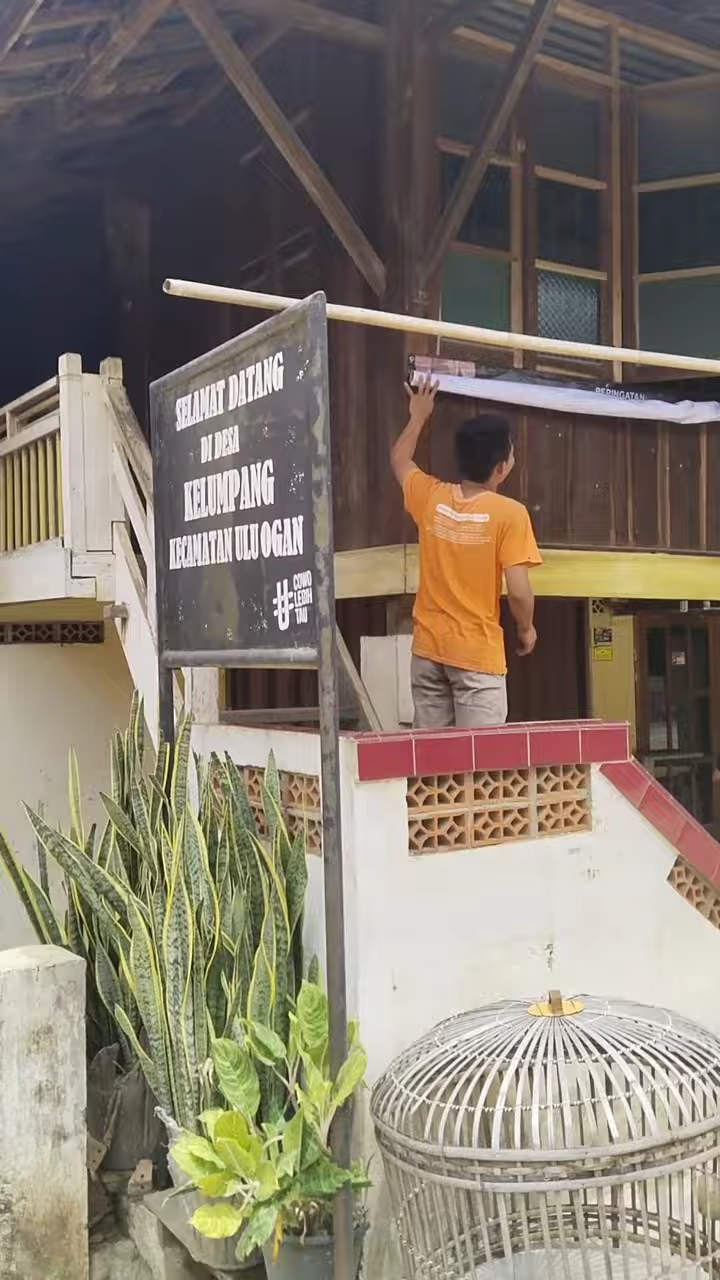 SELAMAT DATANG
DI DESA
KELUMPANG
KECAMATAN ULU OGAN
COWO
LEBIH
TAU
PERINGATAN